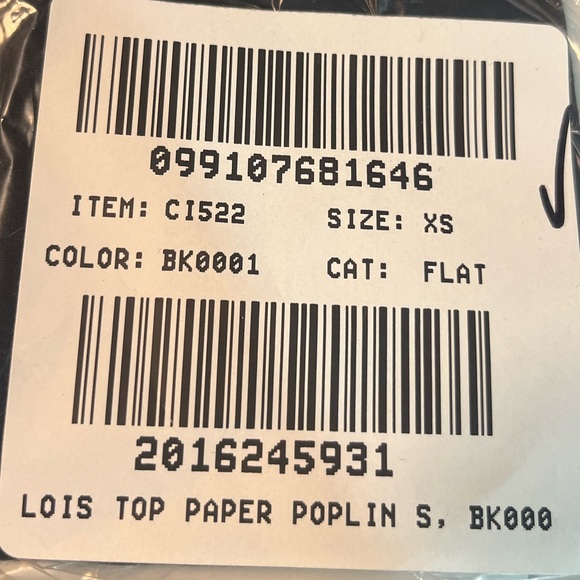 099107681646
ITEM: CI522 SIZE: XS
COLOR: BK0001 CAT: FLAT
2016245931
LOIS TOP PAPER POPLIN S, BK000